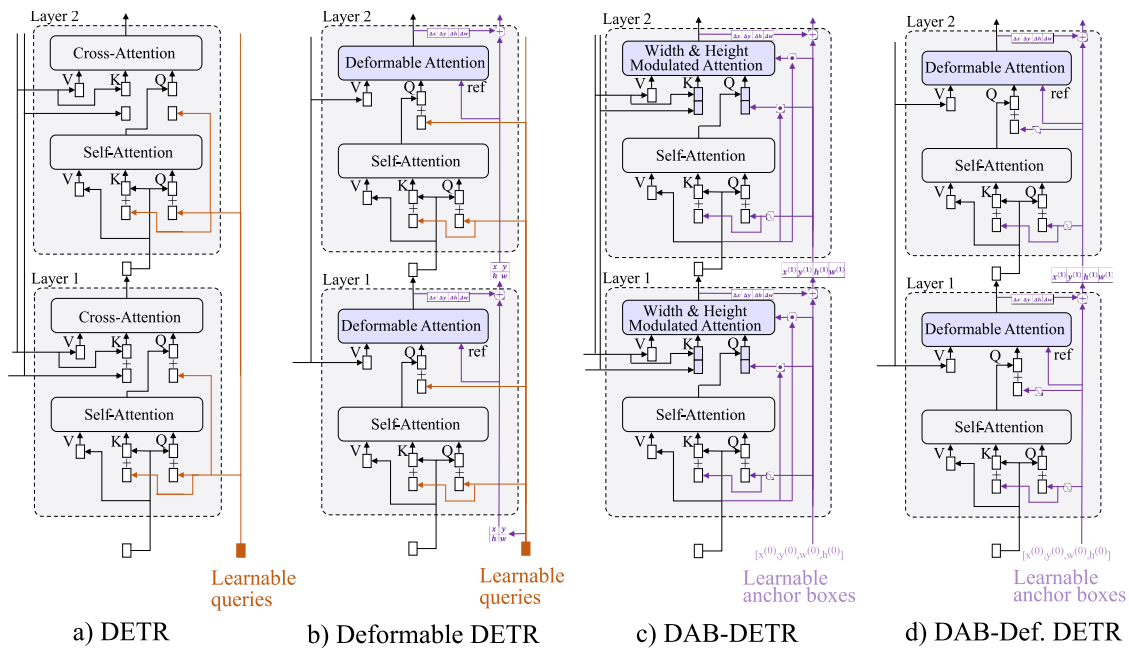 Layer 2
Cross-Attention
V K Q
Self-Attention
V K Q
+ +
Layer 1
Cross-Attention
V K Q
+ +
Self-Attention
V K Q
+ +
Learnable
queries
a) DETR
Layer 2
Δx Δy Δh Δw +
Deformable Attention
V Q ref
+
Self-Attention
V K Q
+ +
x y
h w
Layer 1
Δx Δy Δh Δw +
Deformable Attention
V Q ref
+
Self-Attention
V K Q
+ +
x y
h w
Learnable
queries
b) Deformable DETR
Layer 2
Δx Δy Δh Δw +
Width & Height
Modulated Attention
V K Q
Self-Attention
V K Q
+ +
x(1) y(1) h(1) w(1)
Layer 1
Δx Δy Δh Δw +
Width & Height
Modulated Attention
V K Q
Self-Attention
V K Q
+ +
[x(0),y(0),w(0),h(0)]
Learnable
anchor boxes
c) DAB-DETR
Layer 2
Δx Δy Δh Δw +
Deformable Attention
V Q ref
+
Self-Attention
V K Q
+ +
x(1) y(1) h(1) w(1)
Layer 1
Δx Δy Δh Δw +
Deformable Attention
V Q ref
+
Self-Attention
V K Q
+ +
[x(0),y(0),w(0),h(0)]
Learnable
anchor boxes
d) DAB-Def. DETR